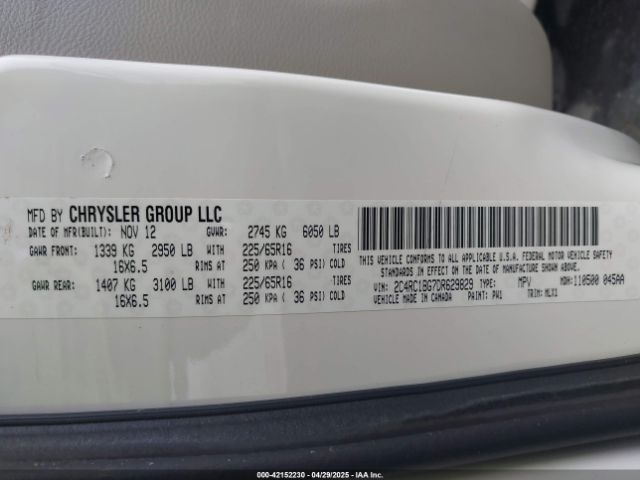 MFD BY CHRYSLER GROUP LLC
DATE OF MFR(BUILT): NOV 12 GVWR: 2745 KG 6050 LB
GAWR FRONT: 1339 KG 2950 LB WITH 225/65R16 TIRES
16X6.5 RIMS AT 250 KPA ( 36 PSI) COLD
GAWR REAR: 1407 KG 3100 LB WITH 225/65R16 TIRES
16X6.5 RIMS AT 250 KPA ( 36 PSI) COLD
THIS VEHICLE CONFORMS TO ALL APPLICABLE U.S.A. FEDERAL MOTOR VEHICLE SAFETY
STANDARDS IN EFFECT ON THE DATE OF MANUFACTURE SHOWN ABOVE.
VIN: 2C4RC1BG7DR629829 TYPE: MPV MDH: 110500 045AA
VEHICLE MADE IN CANADA PAINT: PW1 TRIM: MLX1
000-42152230 - 04/29/2025 - IAA Inc.